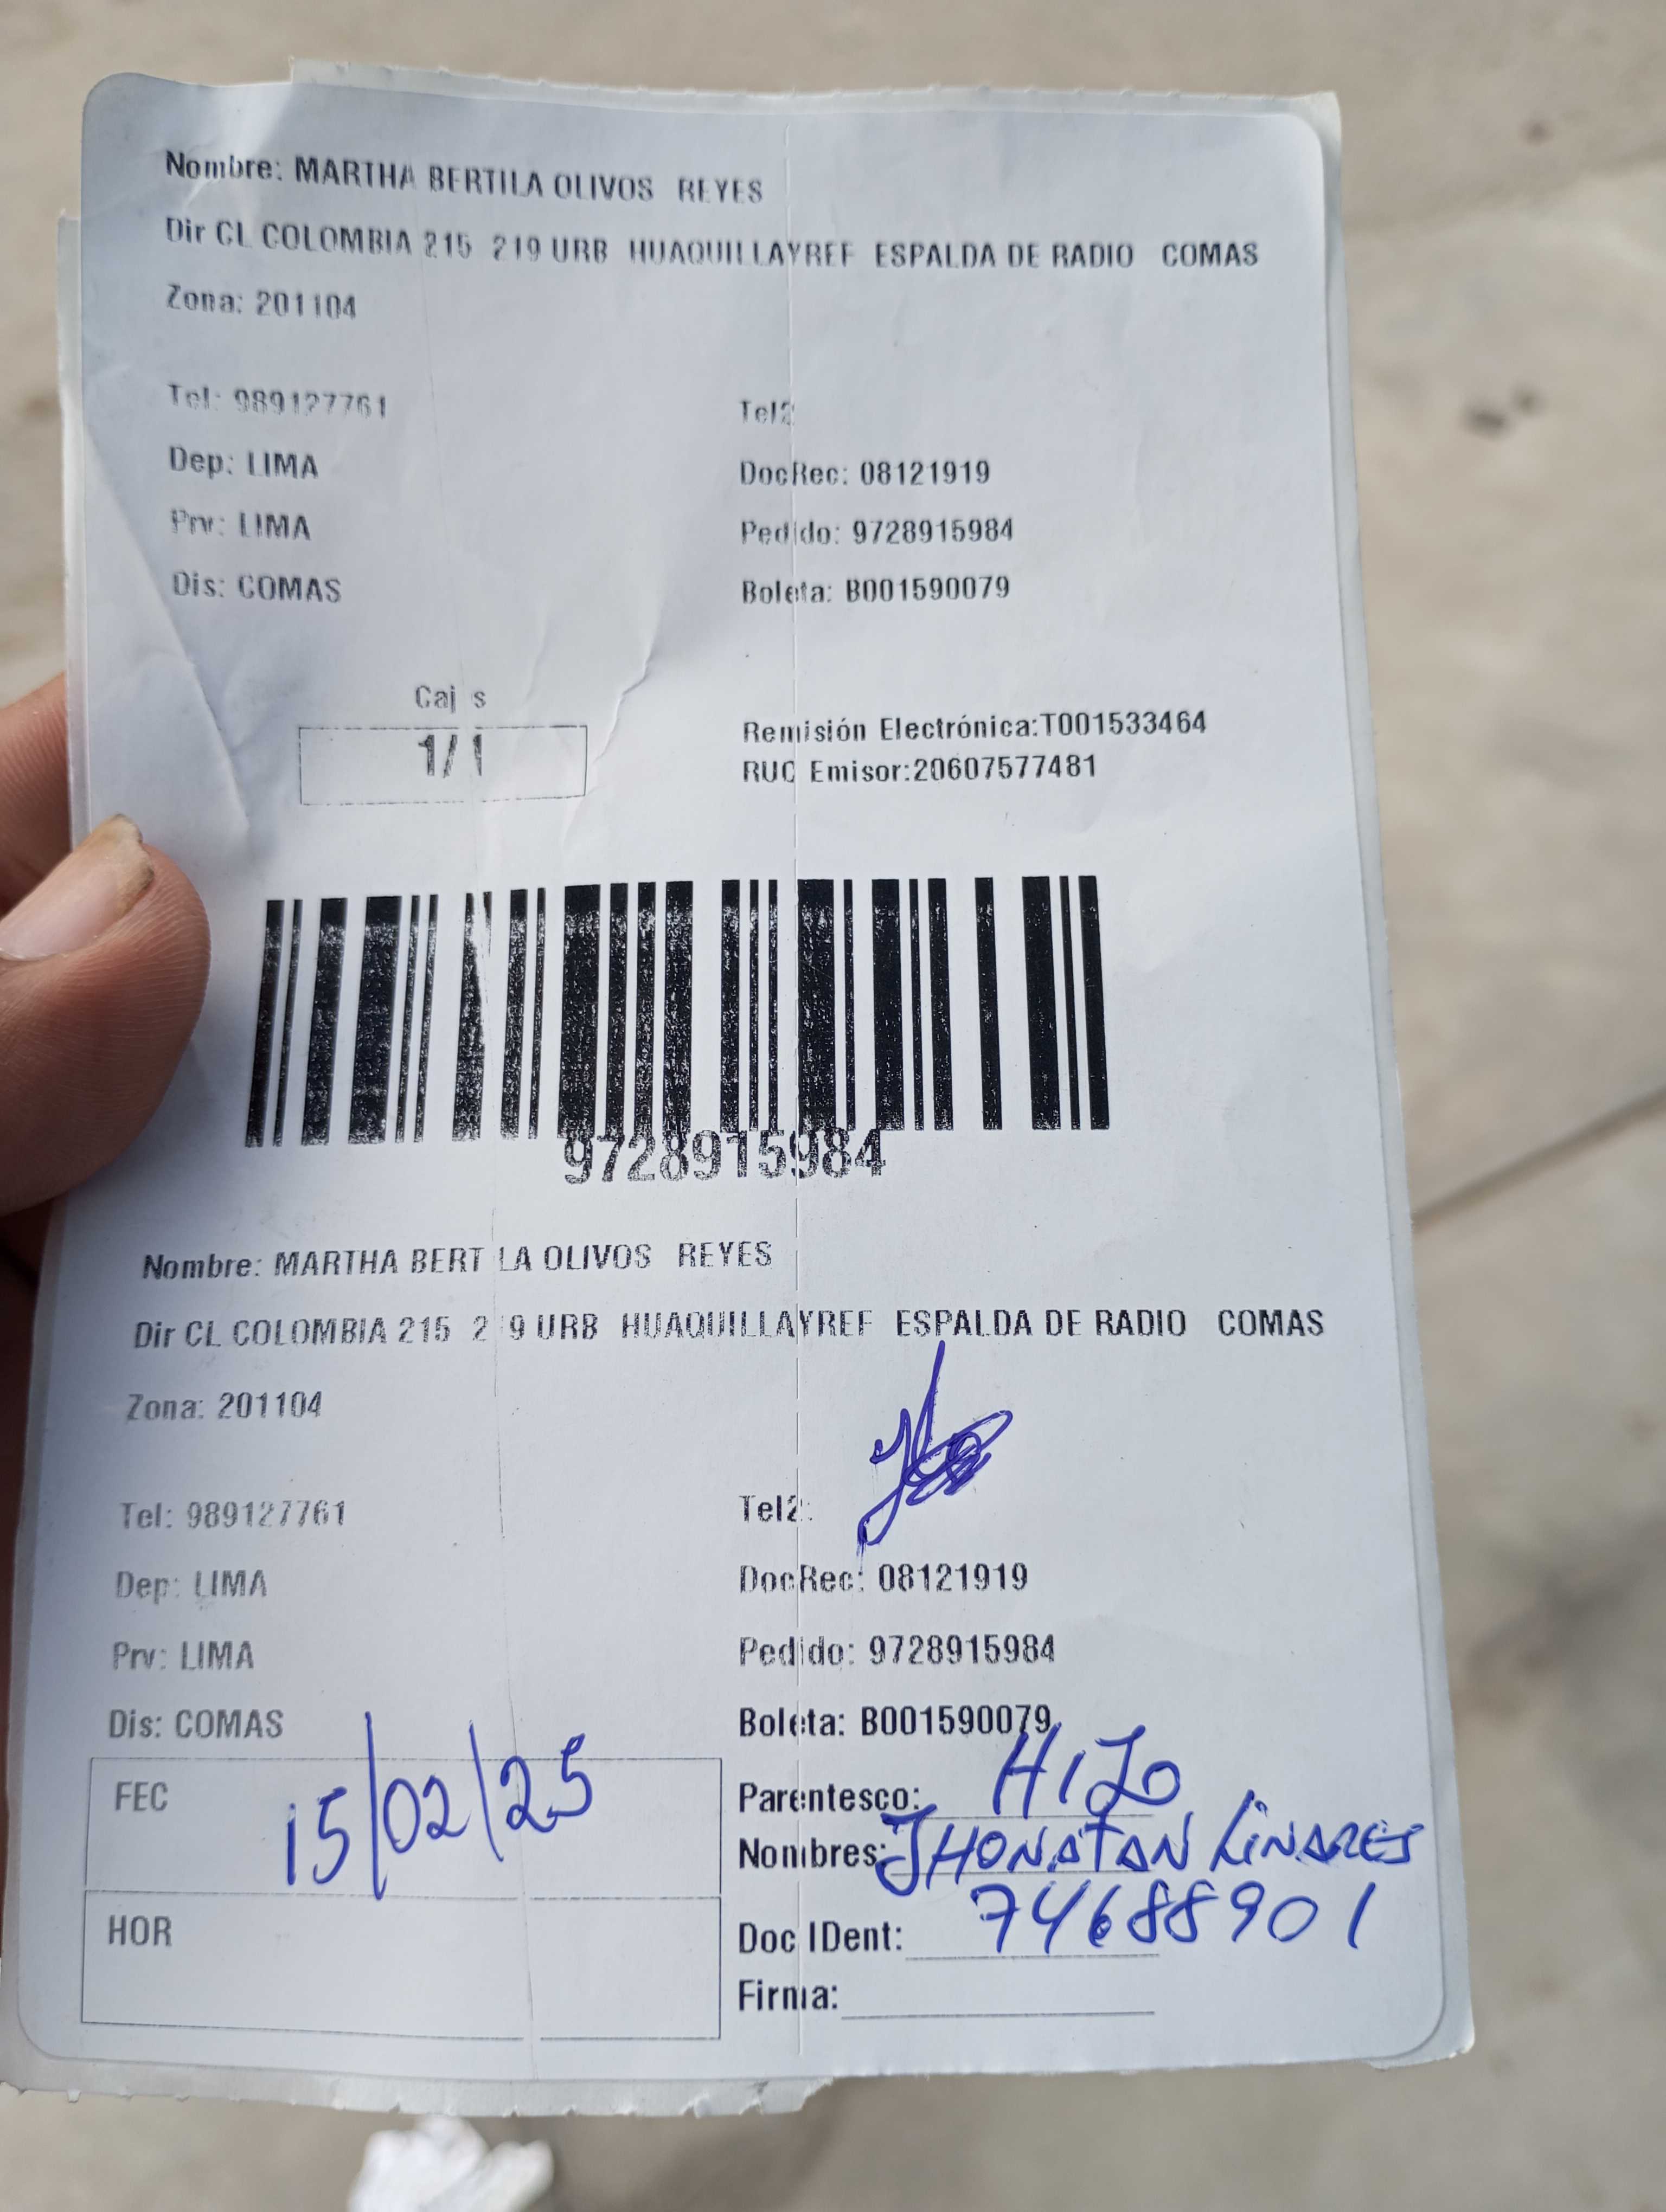 Nombre: MARTHA BERTILA OLIVOS REYES
Dir CL COLOMBIA 215 219 URB HUAQUILLAYREF ESPALDA DE RADIO COMAS
Zona: 201104
Tel: 989127761 Tel2
Dep: LIMA DocRec: 08121919
Prv: LIMA Pedido: 9728915984
Dis: COMAS Boleta: B001590079
Caj s
1/ 1
Remisión Electrónica:T001533464
RUC Emisor:20607577481
9728915984
Nombre: MARTHA BERT LA OLIVOS REYES
Dir CL COLOMBIA 215 2 9 URB HUAQUILLAYREF ESPALDA DE RADIO COMAS
Zona: 201104
Tel: 989127761 Tel2:
Dep: LIMA DocRec: 08121919
Prv: LIMA Pedido: 9728915984
Dis: COMAS Boleta: B001590079
FEC 15/02/25
Parentesco: HIJO
Nombres: JHONATAN LINARES
HOR
Doc IDent: 74688901
Firma: